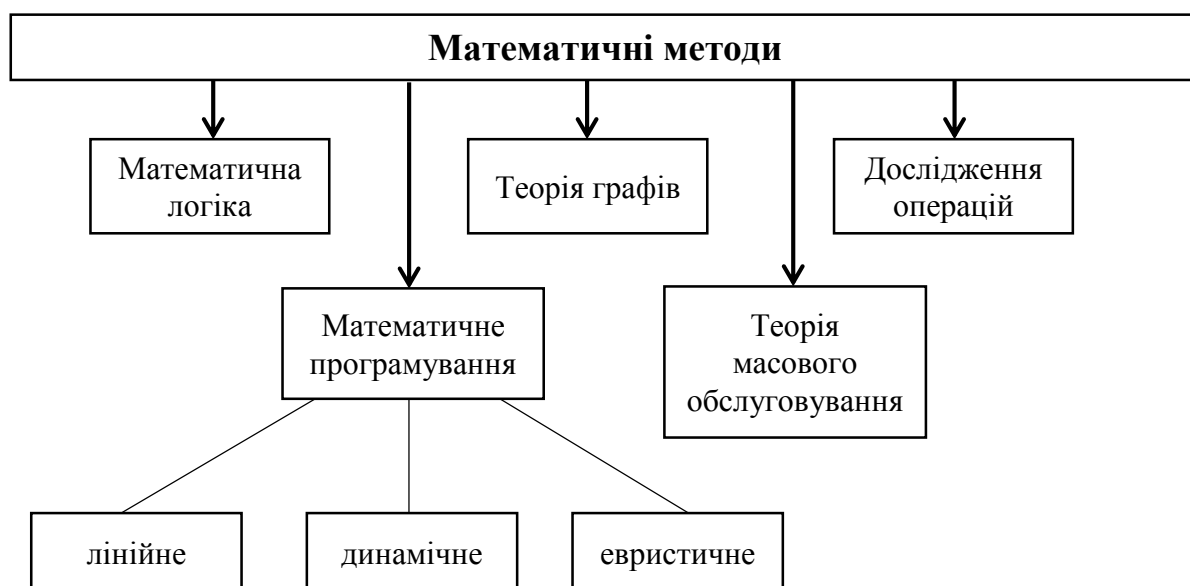 Математичні методи
Математична
логіка
Теорія графів
Дослідження
операцій
Математичне
програмування
Теорія
масового
обслуговування
лінійне
динамічне
евристичне